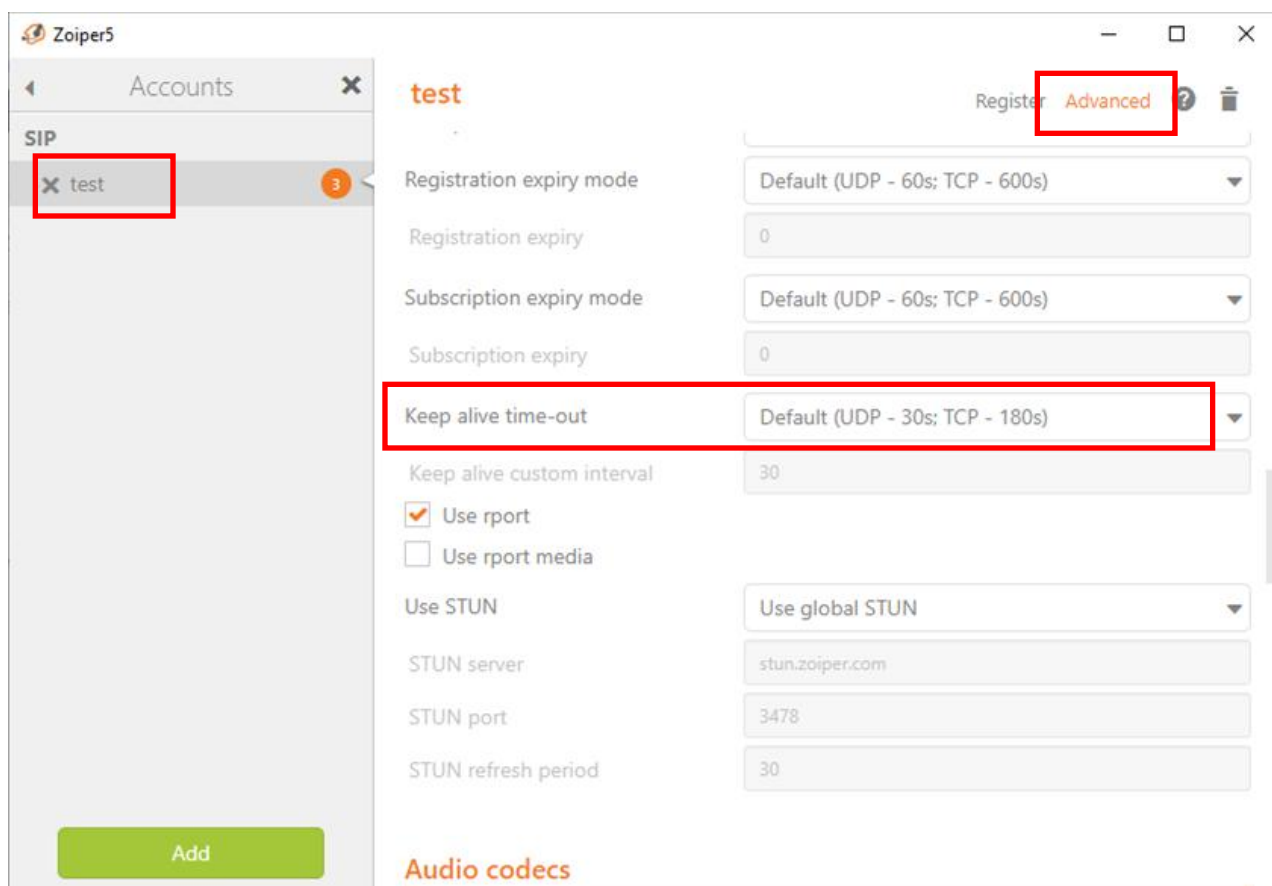 Zoiper5
Accounts
SIP
test
3
Add
test
Register Advanced ?
Registration expiry mode Default (UDP - 60s; TCP - 600s)
Registration expiry 0
Subscription expiry mode Default (UDP - 60s; TCP - 600s)
Subscription expiry 0
Keep alive time-out Default (UDP - 30s; TCP - 180s)
Keep alive custom interval 30
Use rport
Use rport media
Use STUN Use global STUN
STUN server stun.zoiper.com
STUN port 3478
STUN refresh period 30
Audio codecs